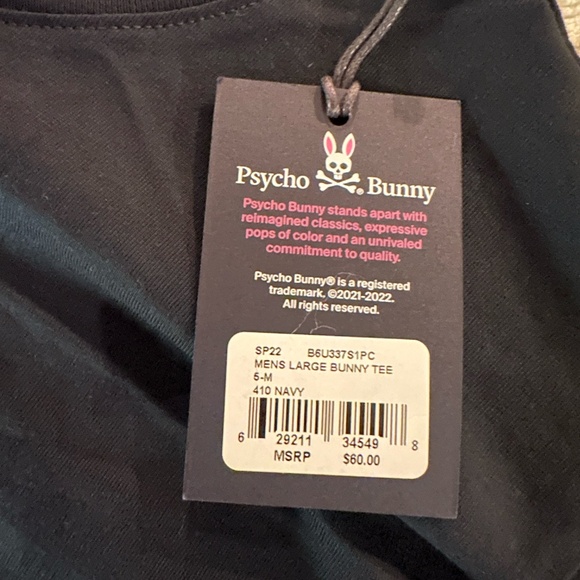 Psycho ® Bunny
Psycho Bunny stands apart with
reimagined classics, expressive
pops of color and an unrivaled
commitment to quality.
Psycho Bunny® is a registered
trademark. ©2021-2022.
All rights reserved.
SP22 B6U337S1PC
MENS LARGE BUNNY TEE
5-M
410 NAVY
6 29211 34549 8
MSRP $60.00